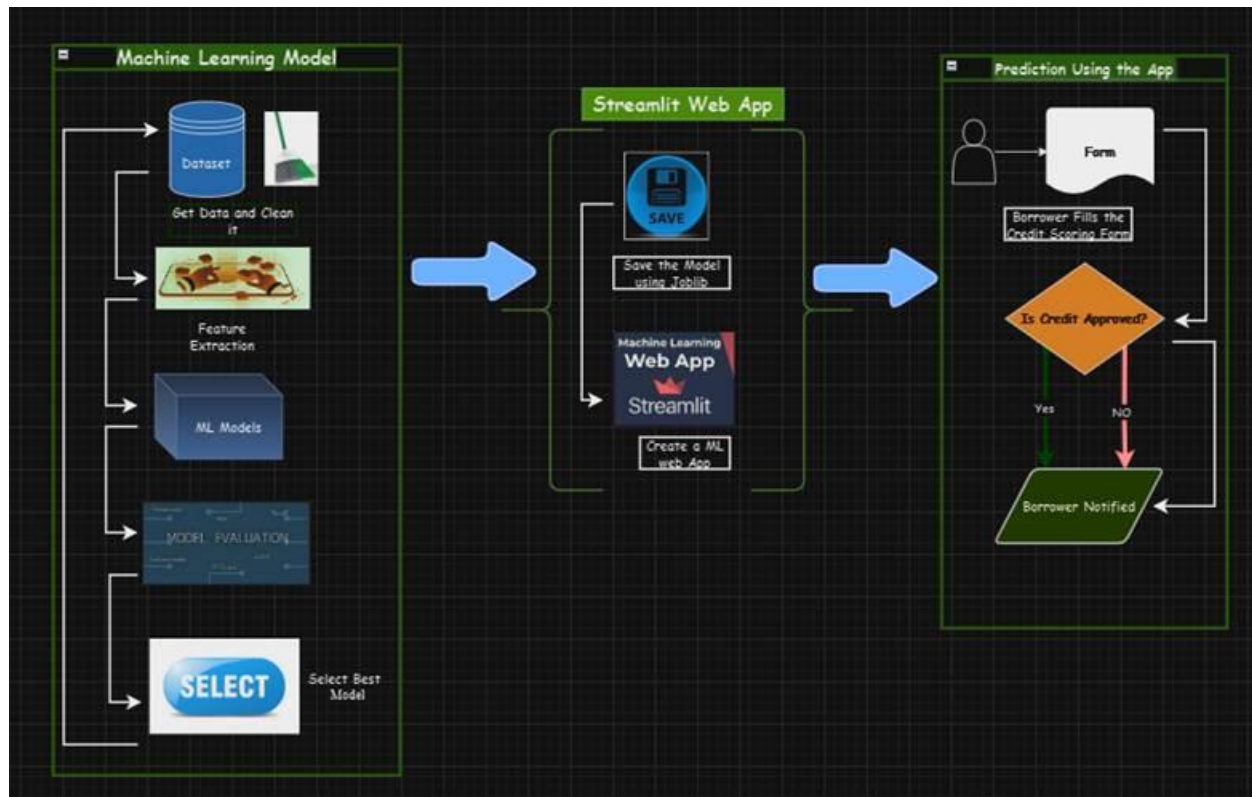 Machine Learning Model
Dataset
Get Data and Clean
it
Feature
Extraction
ML Models
MODEL EVALUATION
SELECT
Select Best
Model
Streamlit Web App
SAVE
Save the Model
using Joblib
Machine Learning
Web App
Streamlit
Create a ML
web App
Prediction Using the App
Form
Borrower Fills the
Credit Scoring Form
Is Credit Approved?
Yes
NO
Borrower Notified